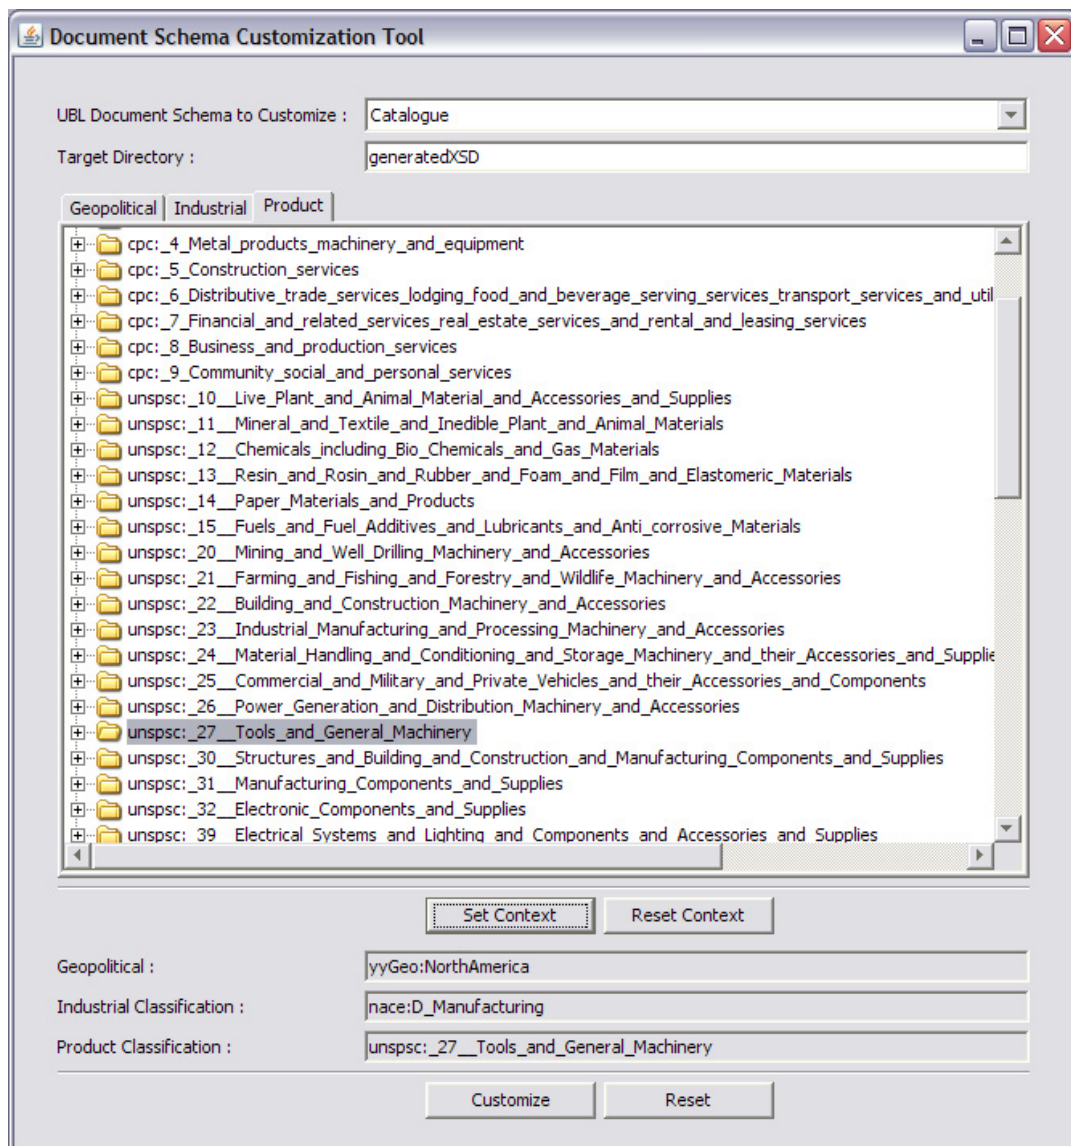 Document Schema Customization Tool
UBL Document Schema to Customize : Catalogue
Target Directory : generatedXSD
Geopolitical Industrial Product
cpc:_4_Metal_products_machinery_and_equipment
cpc:_5_Construction_services
cpc:_6_Distributive_trade_services_lodging_food_and_beverage_serving_services_transport_services_and_util
cpc:_7_Financial_and_related_services_real_estate_services_and_rental_and_leasing_services
cpc:_8_Business_and_production_services
cpc:_9_Community_social_and_personal_services
unspsc:_10__Live_Plant_and_Animal_Material_and_Accessories_and_Supplies
unspsc:_11__Mineral_and_Textile_and_Inedible_Plant_and_Animal_Materials
unspsc:_12__Chemicals_including_Bio_Chemicals_and_Gas_Materials
unspsc:_13__Resin_and_Rosin_and_Rubber_and_Foam_and_Film_and_Elastomeric_Materials
unspsc:_14__Paper_Materials_and_Products
unspsc:_15__Fuels_and_Fuel_Additives_and_Lubricants_and_Anti_corrosive_Materials
unspsc:_20__Mining_and_Well_Drilling_Machinery_and_Accessories
unspsc:_21__Farming_and_Fishing_and_Forestry_and_Wildlife_Machinery_and_Accessories
unspsc:_22__Building_and_Construction_Machinery_and_Accessories
unspsc:_23__Industrial_Manufacturing_and_Processing_Machinery_and_Accessories
unspsc:_24__Material_Handling_and_Conditioning_and_Storage_Machinery_and_their_Accessories_and_Supplie
unspsc:_25__Commercial_and_Military_and_Private_Vehicles_and_their_Accessories_and_Components
unspsc:_26__Power_Generation_and_Distribution_Machinery_and_Accessories
unspsc:_27__Tools_and_General_Machinery
unspsc:_30__Structures_and_Building_and_Construction_and_Manufacturing_Components_and_Supplies
unspsc:_31__Manufacturing_Components_and_Supplies
unspsc:_32__Electronic_Components_and_Supplies
unspsc:_39__Electrical_Systems_and_Lighting_and_Components_and_Accessories_and_Supplies
Set Context Reset Context
Geopolitical : yyGeo:NorthAmerica
Industrial Classification : nace:D_Manufacturing
Product Classification : unspsc:_27__Tools_and_General_Machinery
Customize Reset